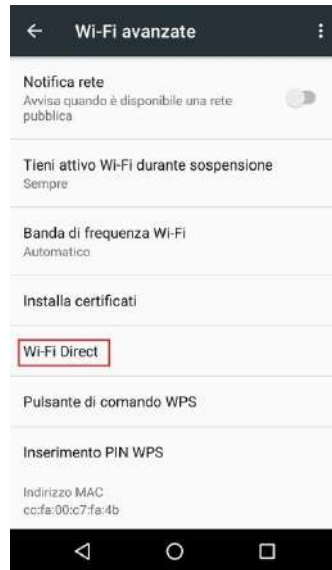 Wi-Fi avanzate
Notifica rete
Avvisa quando è disponibile una rete
pubblica
Tieni attivo Wi-Fi durante sospensione
Sempre
Banda di frequenza Wi-Fi
Automatico
Installa certificati
Wi-Fi Direct
Pulsante di comando WPS
Inserimento PIN WPS
Indirizzo MAC
cc:fa:00:c7:fa:4b